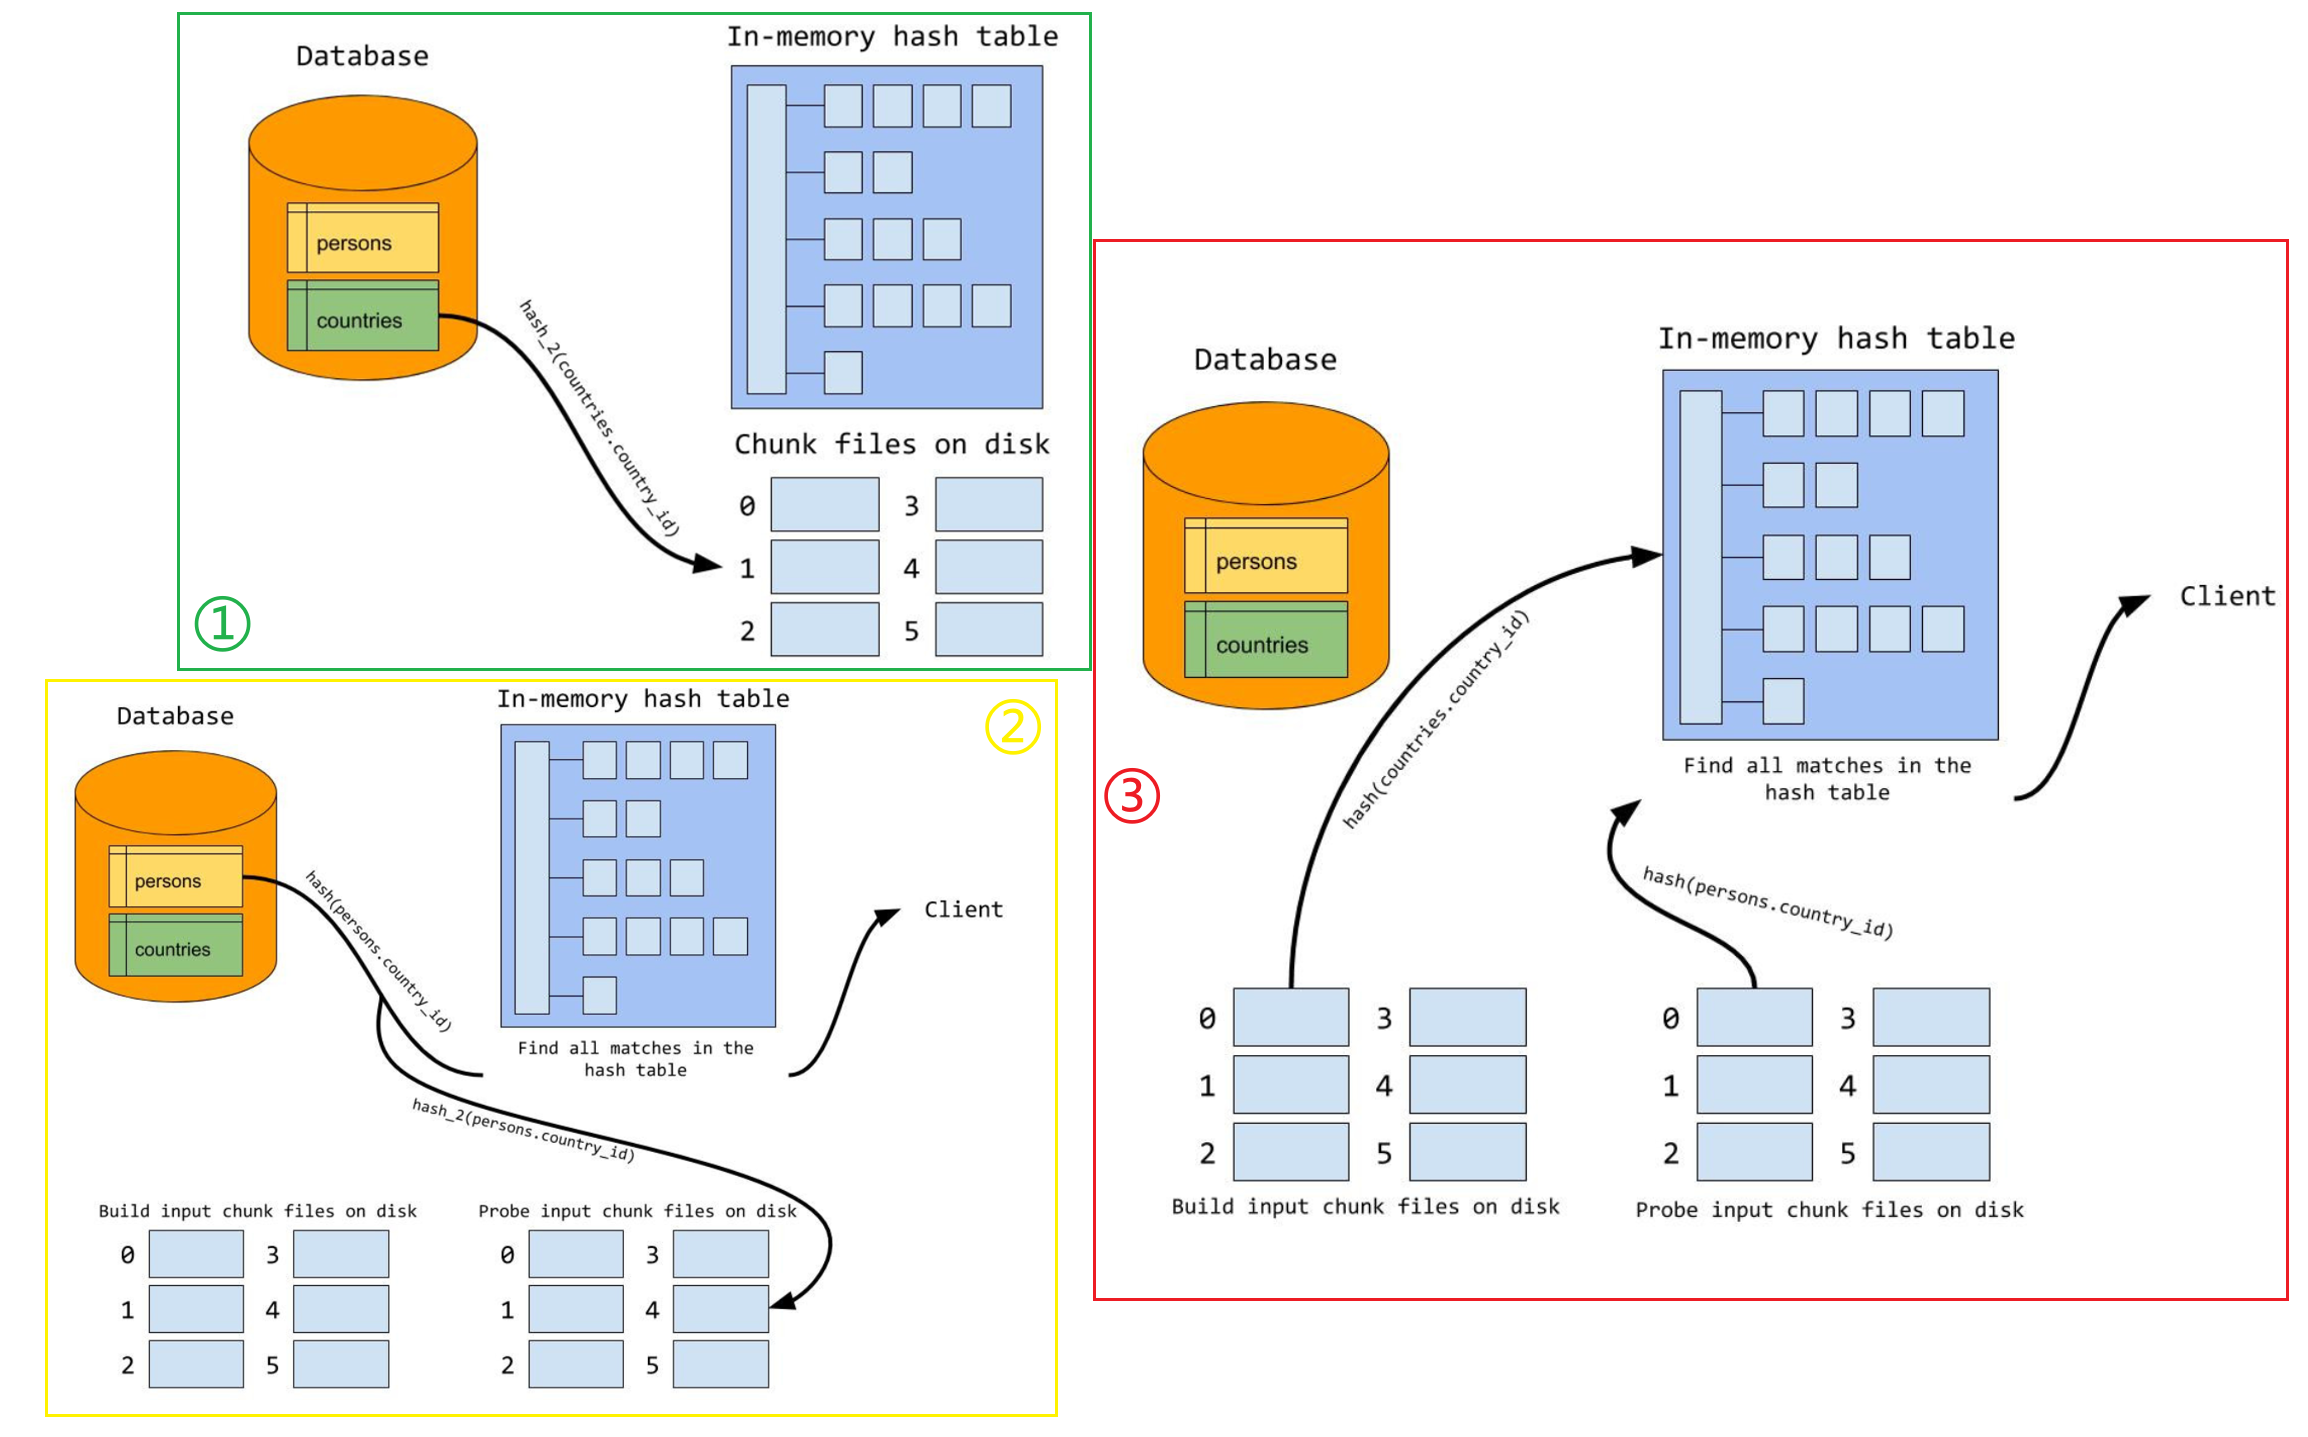 Database
In-memory hash table
persons
countries
hash_2(countries.country_id)
Chunk files on disk
0
3
1
4
2
5
①
Database
In-memory hash table
②
persons
countries
hash(persons.country_id)
Client
Find all matches in the
hash table
hash_2(persons.country_id)
Build input chunk files on disk
0
3
1
4
2
5
Probe input chunk files on disk
0
3
1
4
2
5
③
Database
In-memory hash table
persons
countries
hash(countries.country_id)
Client
Find all matches in the
hash table
hash(persons.country_id)
0
3
1
4
2
5
Build input chunk files on disk
0
3
1
4
2
5
Probe input chunk files on disk